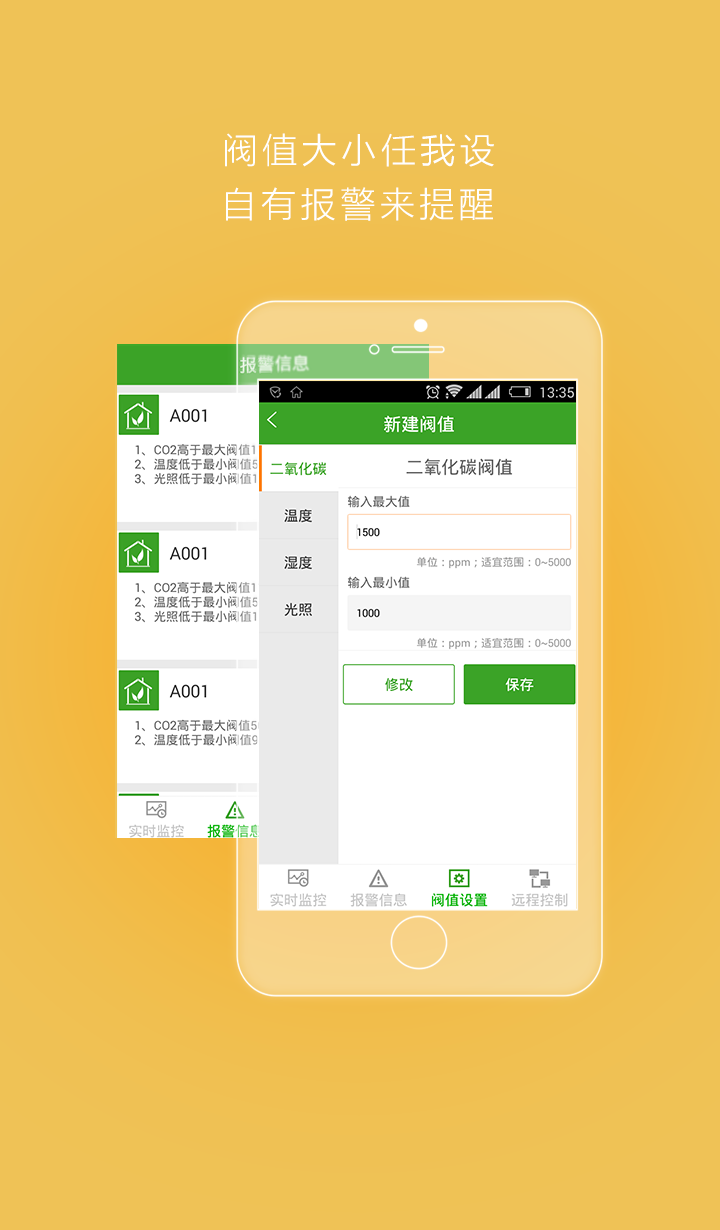 阀值大小任我设
自有报警来提醒
报警信息
A001
1、CO2高于最大阀值1
2、温度低于最小阀值5
3、光照低于最小阀值1
A001
1、CO2高于最大阀值1
2、温度低于最小阀值5
3、光照低于最小阀值1
A001
1、CO2高于最大阀值5
2、温度低于最小阀值9
实时监控
报警信息
13:35
新建阀值
二氧化碳
温度
湿度
光照
二氧化碳阀值
输入最大值
1500
单位：ppm；适宜范围：0~5000
输入最小值
1000
单位：ppm；适宜范围：0~5000
修改
保存
实时监控
报警信息
阀值设置
远程控制